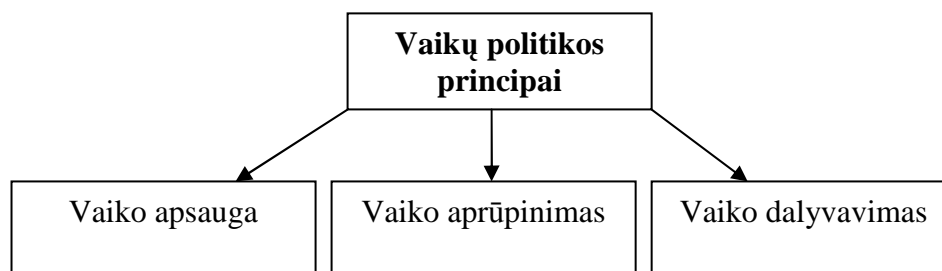 Vaikų politikos
principai
Vaiko apsauga
Vaiko aprūpinimas
Vaiko dalyvavimas